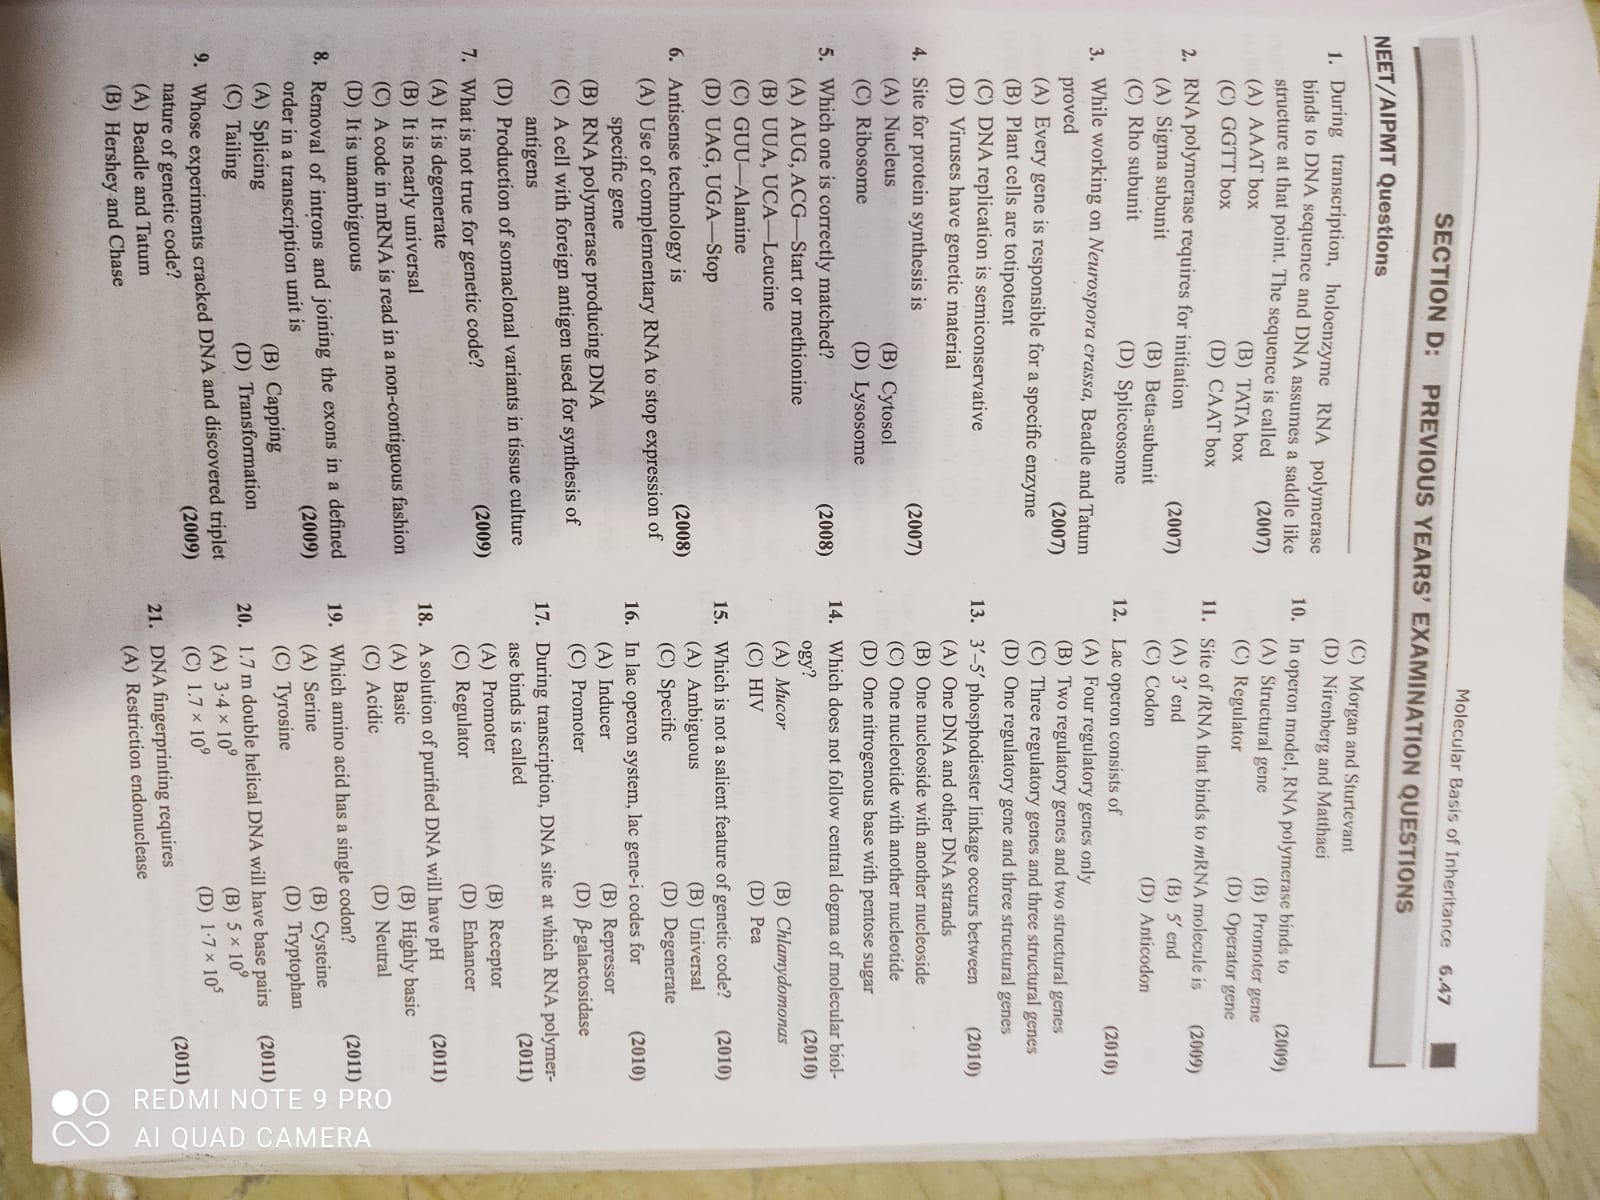 Molecular Basis of Inheritance 6.47
SECTION D: PREVIOUS YEARS' EXAMINATION QUESTIONS
NEET/AIPMT Questions
1. During transcription, holoenzyme RNA polymerase
binds to DNA sequence and DNA assumes a saddle like
structure at that point. The sequence is called (2007)
(A) AAAT box (B) TATA box
(C) GGTT box (D) CAAT box
2. RNA polymerase requires for initiation (2007)
(A) Sigma subunit (B) Beta-subunit
(C) Rho subunit (D) Spliceosome
3. While working on Neurospora crassa, Beadle and Tatum
proved (2007)
(A) Every gene is responsible for a specific enzyme
(B) Plant cells are totipotent
(C) DNA replication is semiconservative
(D) Viruses have genetic material
4. Site for protein synthesis is (2007)
(A) Nucleus (B) Cytosol
(C) Ribosome (D) Lysosome
5. Which one is correctly matched? (2008)
(A) AUG, ACG—Start or methionine
(B) UUA, UCA—Leucine
(C) GUU—Alanine
(D) UAG, UGA—Stop
6. Antisense technology is (2008)
(A) Use of complementary RNA to stop expression of
specific gene
(B) RNA polymerase producing DNA
(C) A cell with foreign antigen used for synthesis of
antigens
(D) Production of somaclonal variants in tissue culture
7. What is not true for genetic code? (2009)
(A) It is degenerate
(B) It is nearly universal
(C) A code in mRNA is read in a non-contiguous fashion
(D) It is unambiguous
8. Removal of introns and joining the exons in a defined
order in a transcription unit is (2009)
(A) Splicing (B) Capping
(C) Tailing (D) Transformation
9. Whose experiments cracked DNA and discovered triplet
nature of genetic code? (2009)
(A) Beadle and Tatum
(B) Hershey and Chase
(C) Morgan and Sturtevant
(D) Nirenberg and Matthaei
10. In operon model, RNA polymerase binds to (2009)
(A) Structural gene (B) Promoter gene
(C) Regulator (D) Operator gene
11. Site of tRNA that binds to mRNA molecule is (2009)
(A) 3′ end (B) 5′ end
(C) Codon (D) Anticodon
12. Lac operon consists of (2010)
(A) Four regulatory genes only
(B) Two regulatory genes and two structural genes
(C) Three regulatory genes and three structural genes
(D) One regulatory gene and three structural genes
13. 3′–5′ phosphodiester linkage occurs between (2010)
(A) One DNA and other DNA strands
(B) One nucleoside with another nucleoside
(C) One nucleotide with another nucleotide
(D) One nitrogenous base with pentose sugar
14. Which does not follow central dogma of molecular biol-
ogy? (2010)
(A) Mucor (B) Chlamydomonas
(C) HIV (D) Pea
15. Which is not a salient feature of genetic code? (2010)
(A) Ambiguous (B) Universal
(C) Specific (D) Degenerate
16. In lac operon system, lac gene-i codes for (2010)
(A) Inducer (B) Repressor
(C) Promoter (D) β-galactosidase
17. During transcription, DNA site at which RNA polymer-
ase binds is called (2011)
(A) Promoter (B) Receptor
(C) Regulator (D) Enhancer
18. A solution of purified DNA will have pH (2011)
(A) Basic (B) Highly basic
(C) Acidic (D) Neutral
19. Which amino acid has a single codon? (2011)
(A) Serine (B) Cysteine
(C) Tyrosine (D) Tryptophan
20. 1.7 m double helical DNA will have base pairs (2011)
(A) 3·4 × 10⁹ (B) 5 × 10⁹
(C) 1.7 × 10⁹ (D) 1·7 × 10⁵
21. DNA fingerprinting requires (2011)
(A) Restriction endonuclease
REDMI NOTE 9 PRO
AI QUAD CAMERA